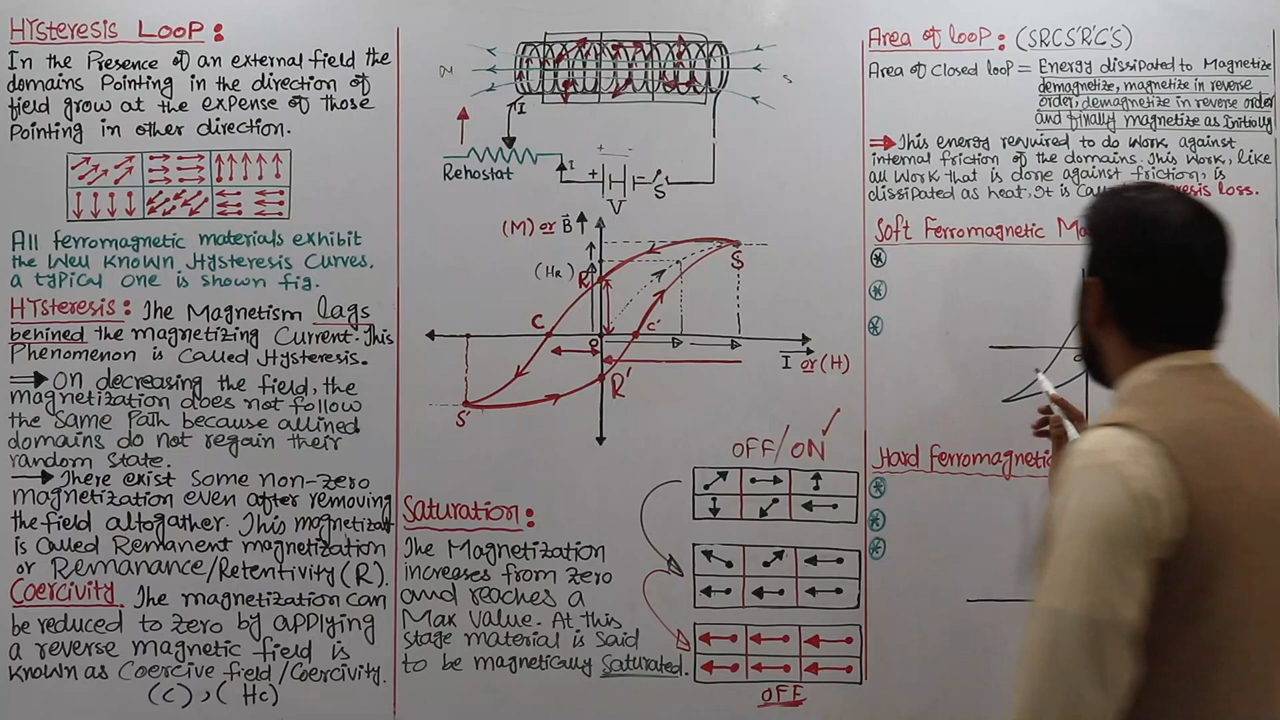 Hysteresis Loop:
In the Presence of an external field the
domains Pointing in the direction of
field grow at the expense of those
Pointing in other direction.
All ferromagnetic materials exhibit
the Well known Hysteresis Curves.
a typical one is shown fig.
Hysteresis: The Magnetism lags
behined the magnetizing Current. This
Phenomenon is Called Hysteresis.
⇒ On decreasing the field, the
magnetization does not follow
the same Path because allined
domains do not regain their
random state.
→ There exist Some non-zero
magnetization even after removing
the field altogather. This magnetizat
is Called Remanent magnetization
or Remanance/Retentivity (R).
Coercivity The magnetization can
be reduced to zero by applying
a reverse magnetic field is
known as Coercive field/Coercivity.
(C), (Hc)
N
S
I
Rehostat
I
+ -
+
V
S
(M) or B⃗ ↑
(HR)
R
S
C
O
C'
R'
S'
I or (H)
OFF/ON ✓
Saturation:
The Magnetization
increases from zero
and reaches a
Max Value. At this
stage material is said
to be magnetically Saturated.
OFF
Area of loop: (SRCS'R'C'S)
Area of Closed loop = Energy dissipated to Magnetize
demagnetize, magnetize in reverse
order, demagnetize in reverse order
and finally magnetize as Initially
⇒ This energy required to do work against
internal friction of the domains. This Work, like
all Work that is done against friction, is
dissipated as heat, It is loss.
Soft Ferromagnetic
Hard ferromagnetic